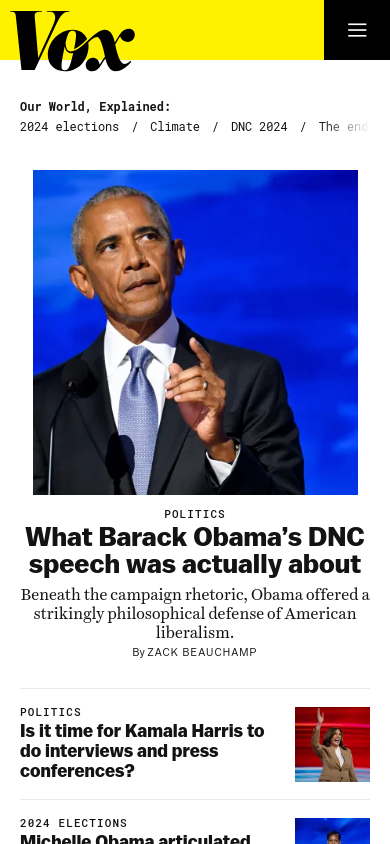 Vox
Our World, Explained:
2024 elections / Climate / DNC 2024 / The end
POLITICS
What Barack Obama’s DNC
speech was actually about
Beneath the campaign rhetoric, Obama offered a
strikingly philosophical defense of American
liberalism.
By ZACK BEAUCHAMP
POLITICS
Is it time for Kamala Harris to
do interviews and press
conferences?
2024 ELECTIONS
Michelle Obama articulated